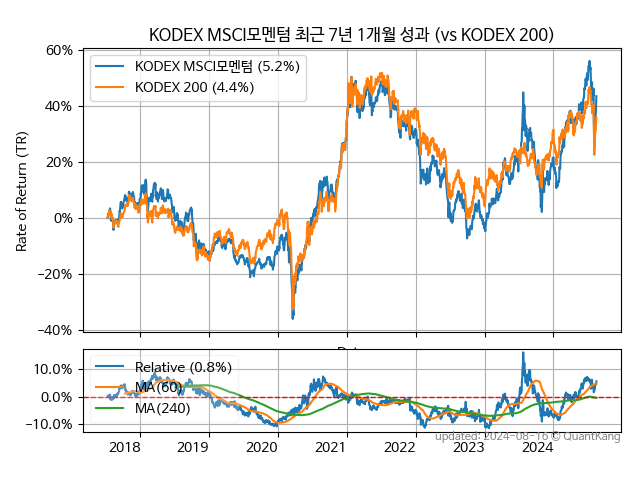 KODEX MSCI모멘텀 최근 7년 1개월 성과 (vs KODEX 200)
60%
40%
20%
0%
−20%
−40%
Rate of Return (TR)
KODEX MSCI모멘텀 (5.2%)
KODEX 200 (4.4%)
10.0%
0.0%
−10.0%
Relative (0.8%)
MA(60)
MA(240)
2018 2019 2020 2021 2022 2023 2024
updated: 2024-08-16 © QuantKang